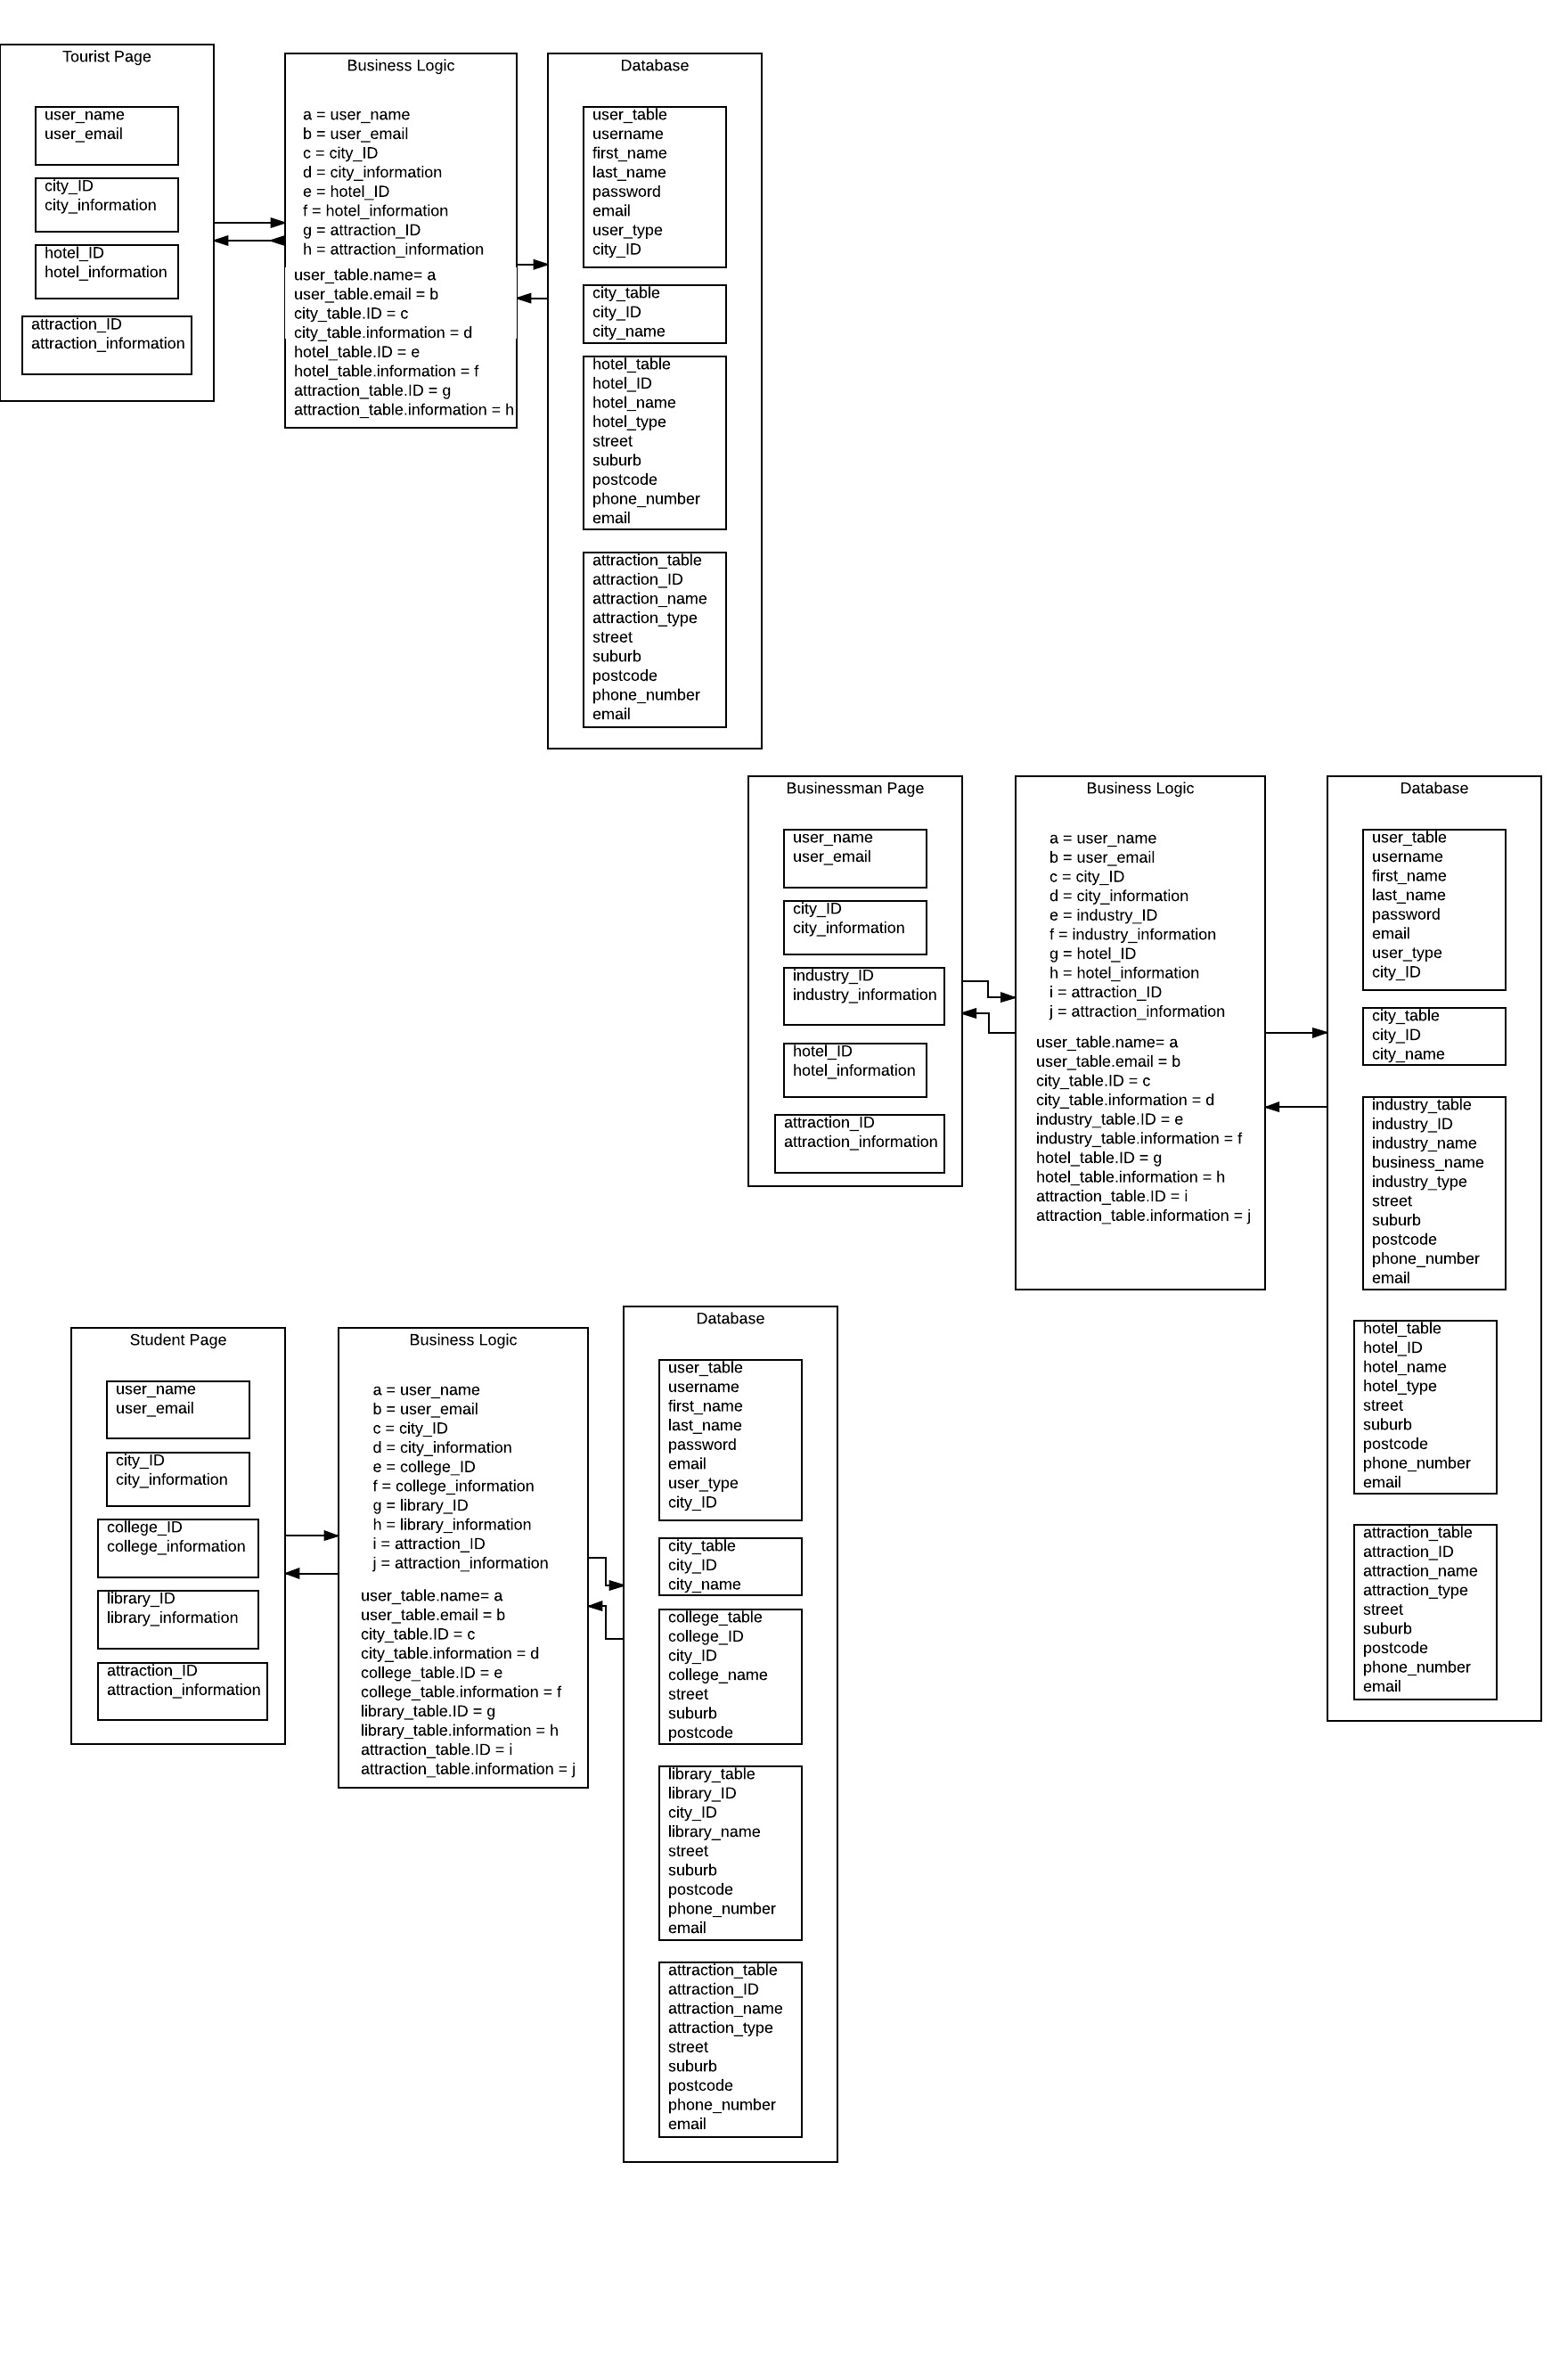 Tourist Page
user_name
user_email
city_ID
city_information
hotel_ID
hotel_information
attraction_ID
attraction_information
Business Logic
a = user_name
b = user_email
c = city_ID
d = city_information
e = hotel_ID
f = hotel_information
g = attraction_ID
h = attraction_information
user_table.name= a
user_table.email = b
city_table.ID = c
city_table.information = d
hotel_table.ID = e
hotel_table.information = f
attraction_table.ID = g
attraction_table.information = h
Database
user_table
username
first_name
last_name
password
email
user_type
city_ID
city_table
city_ID
city_name
hotel_table
hotel_ID
hotel_name
hotel_type
street
suburb
postcode
phone_number
email
attraction_table
attraction_ID
attraction_name
attraction_type
street
suburb
postcode
phone_number
email
Businessman Page
user_name
user_email
city_ID
city_information
industry_ID
industry_information
hotel_ID
hotel_information
attraction_ID
attraction_information
Business Logic
a = user_name
b = user_email
c = city_ID
d = city_information
e = industry_ID
f = industry_information
g = hotel_ID
h = hotel_information
i = attraction_ID
j = attraction_information
user_table.name= a
user_table.email = b
city_table.ID = c
city_table.information = d
industry_table.ID = e
industry_table.information = f
hotel_table.ID = g
hotel_table.information = h
attraction_table.ID = i
attraction_table.information = j
Database
user_table
username
first_name
last_name
password
email
user_type
city_ID
city_table
city_ID
city_name
industry_table
industry_ID
industry_name
business_name
industry_type
street
suburb
postcode
phone_number
email
hotel_table
hotel_ID
hotel_name
hotel_type
street
suburb
postcode
phone_number
email
attraction_table
attraction_ID
attraction_name
attraction_type
street
suburb
postcode
phone_number
email
Student Page
user_name
user_email
city_ID
city_information
college_ID
college_information
library_ID
library_information
attraction_ID
attraction_information
Business Logic
a = user_name
b = user_email
c = city_ID
d = city_information
e = college_ID
f = college_information
g = library_ID
h = library_information
i = attraction_ID
j = attraction_information
user_table.name= a
user_table.email = b
city_table.ID = c
city_table.information = d
college_table.ID = e
college_table.information = f
library_table.ID = g
library_table.information = h
attraction_table.ID = i
attraction_table.information = j
Database
user_table
username
first_name
last_name
password
email
user_type
city_ID
city_table
city_ID
city_name
college_table
college_ID
city_ID
college_name
street
suburb
postcode
library_table
library_ID
city_ID
library_name
street
suburb
postcode
phone_number
email
attraction_table
attraction_ID
attraction_name
attraction_type
street
suburb
postcode
phone_number
email